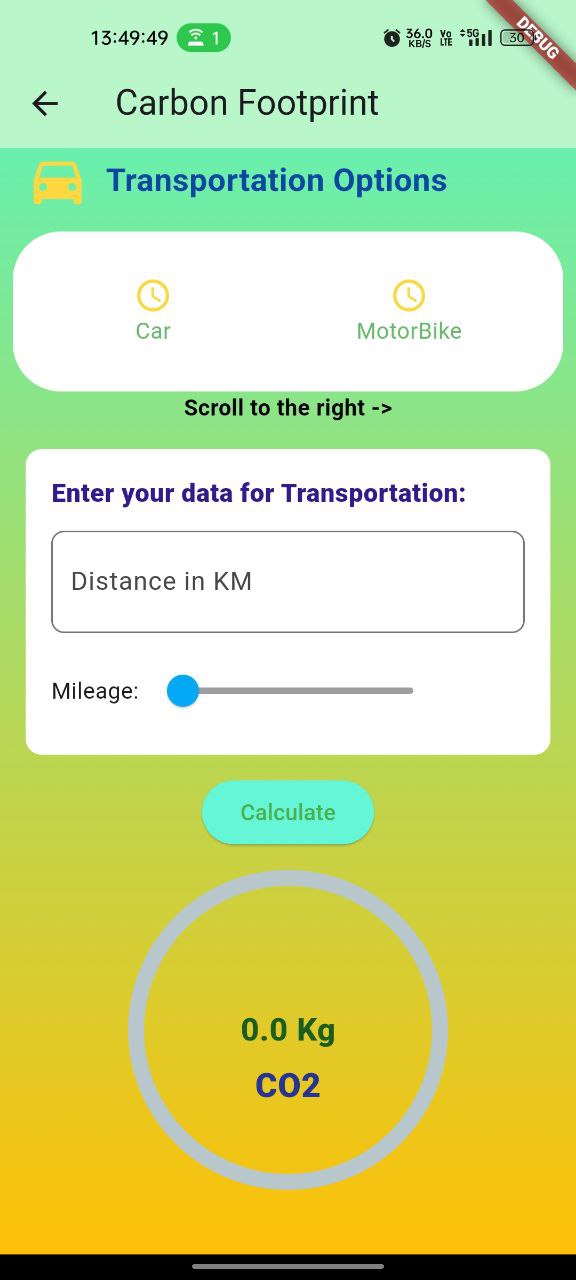 13:49:49 1 36.0 KB/S Vo LTE 5G 30 DEBUG
Carbon Footprint
Transportation Options
Car MotorBike
Scroll to the right ->
Enter your data for Transportation:
Distance in KM
Mileage:
Calculate
0.0 Kg
CO2